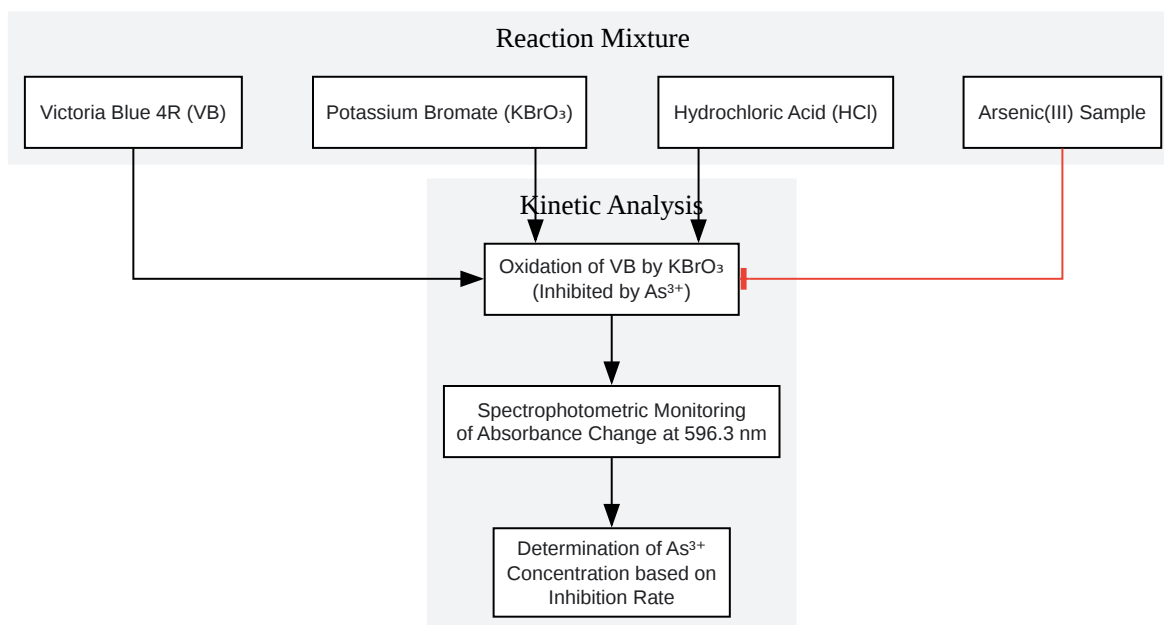 Reaction Mixture
Victoria Blue 4R (VB)
Potassium Bromate (KBrO₃)
Hydrochloric Acid (HCl)
Arsenic(III) Sample
Kinetic Analysis
Oxidation of VB by KBrO₃
(Inhibited by As³⁺)
Spectrophotometric Monitoring
of Absorbance Change at 596.3 nm
Determination of As³⁺
Concentration based on
Inhibition Rate